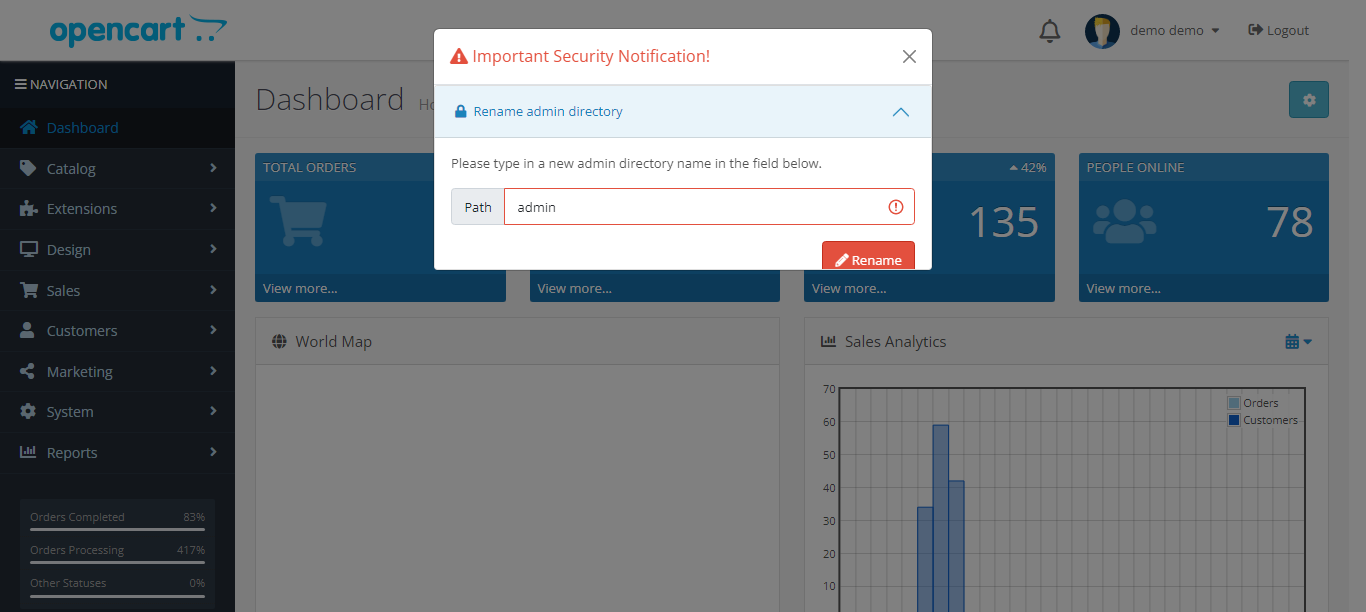 opencart
demo demo
Logout
Important Security Notification!
NAVIGATION
Dashboard
Catalog
Extensions
Design
Sales
Customers
Marketing
System
Reports
Orders Completed 83%
Orders Processing 417%
Other Statuses 0%
Dashboard
Rename admin directory
Please type in a new admin directory name in the field below.
Path admin
Rename
TOTAL ORDERS
View more...
View more...
42%
135
View more...
PEOPLE ONLINE
78
View more...
World Map
Sales Analytics
70
60
50
40
30
20
10
Orders
Customers